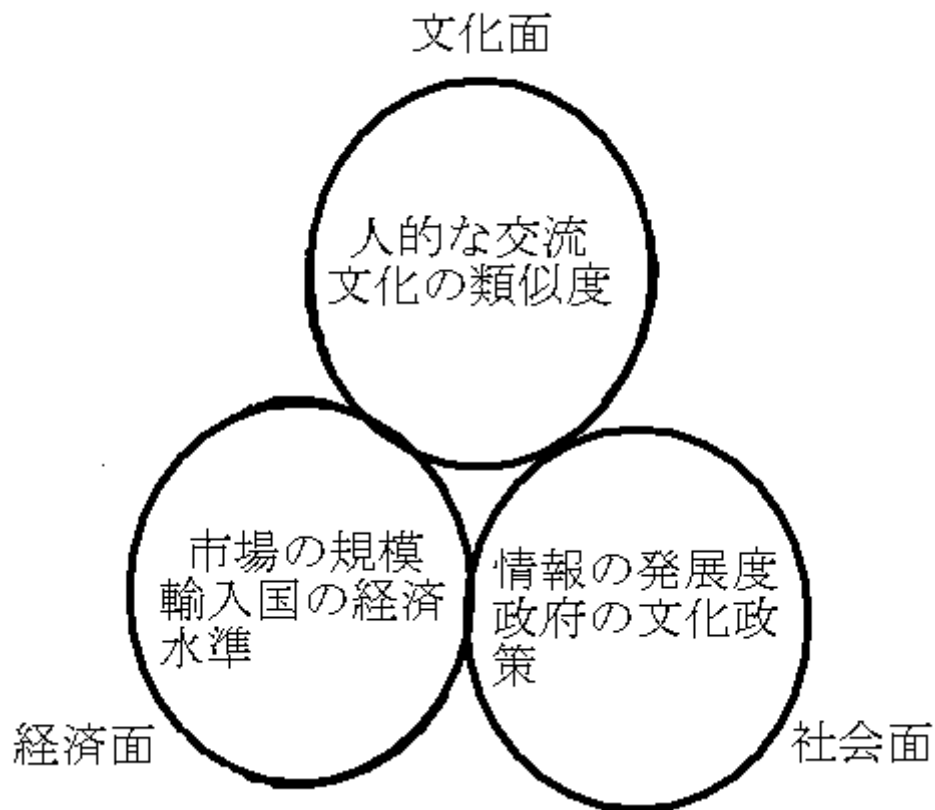 文化面
人的な交流
文化の類似度
市場の規模
輸入国の経済
水準
情報の発展度
政府の文化政
策
経済面
社会面